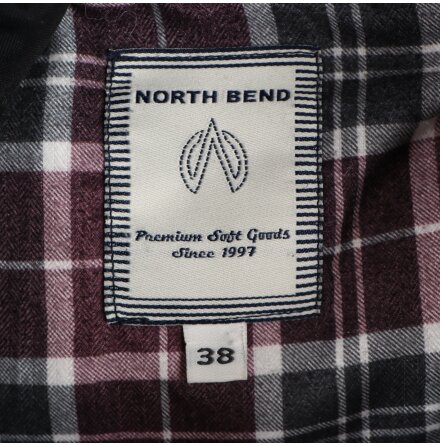 NORTH BEND
Premium Soft Goods
Since 1997
38